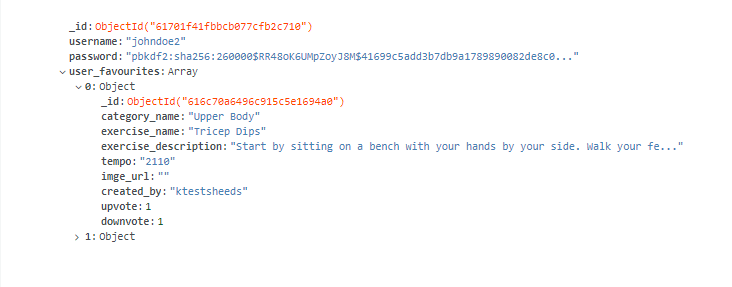 _id: ObjectId("61701f41fbbcb077cfb2c710")
username: "johndoe2"
password: "pbkdf2:sha256:260000$RR48oK6UMpZoyJ8M$41699c5add3b7db9a1789890082de8c0..."
user_favourites: Array
0: Object
_id: ObjectId("616c70a6496c915c5e1694a0")
category_name: "Upper Body"
exercise_name: "Tricep Dips"
exercise_description: "Start by sitting on a bench with your hands by your side. Walk your fe..."
tempo: "2110"
imge_url: ""
created_by: "ktestsheeds"
upvote: 1
downvote: 1
1: Object